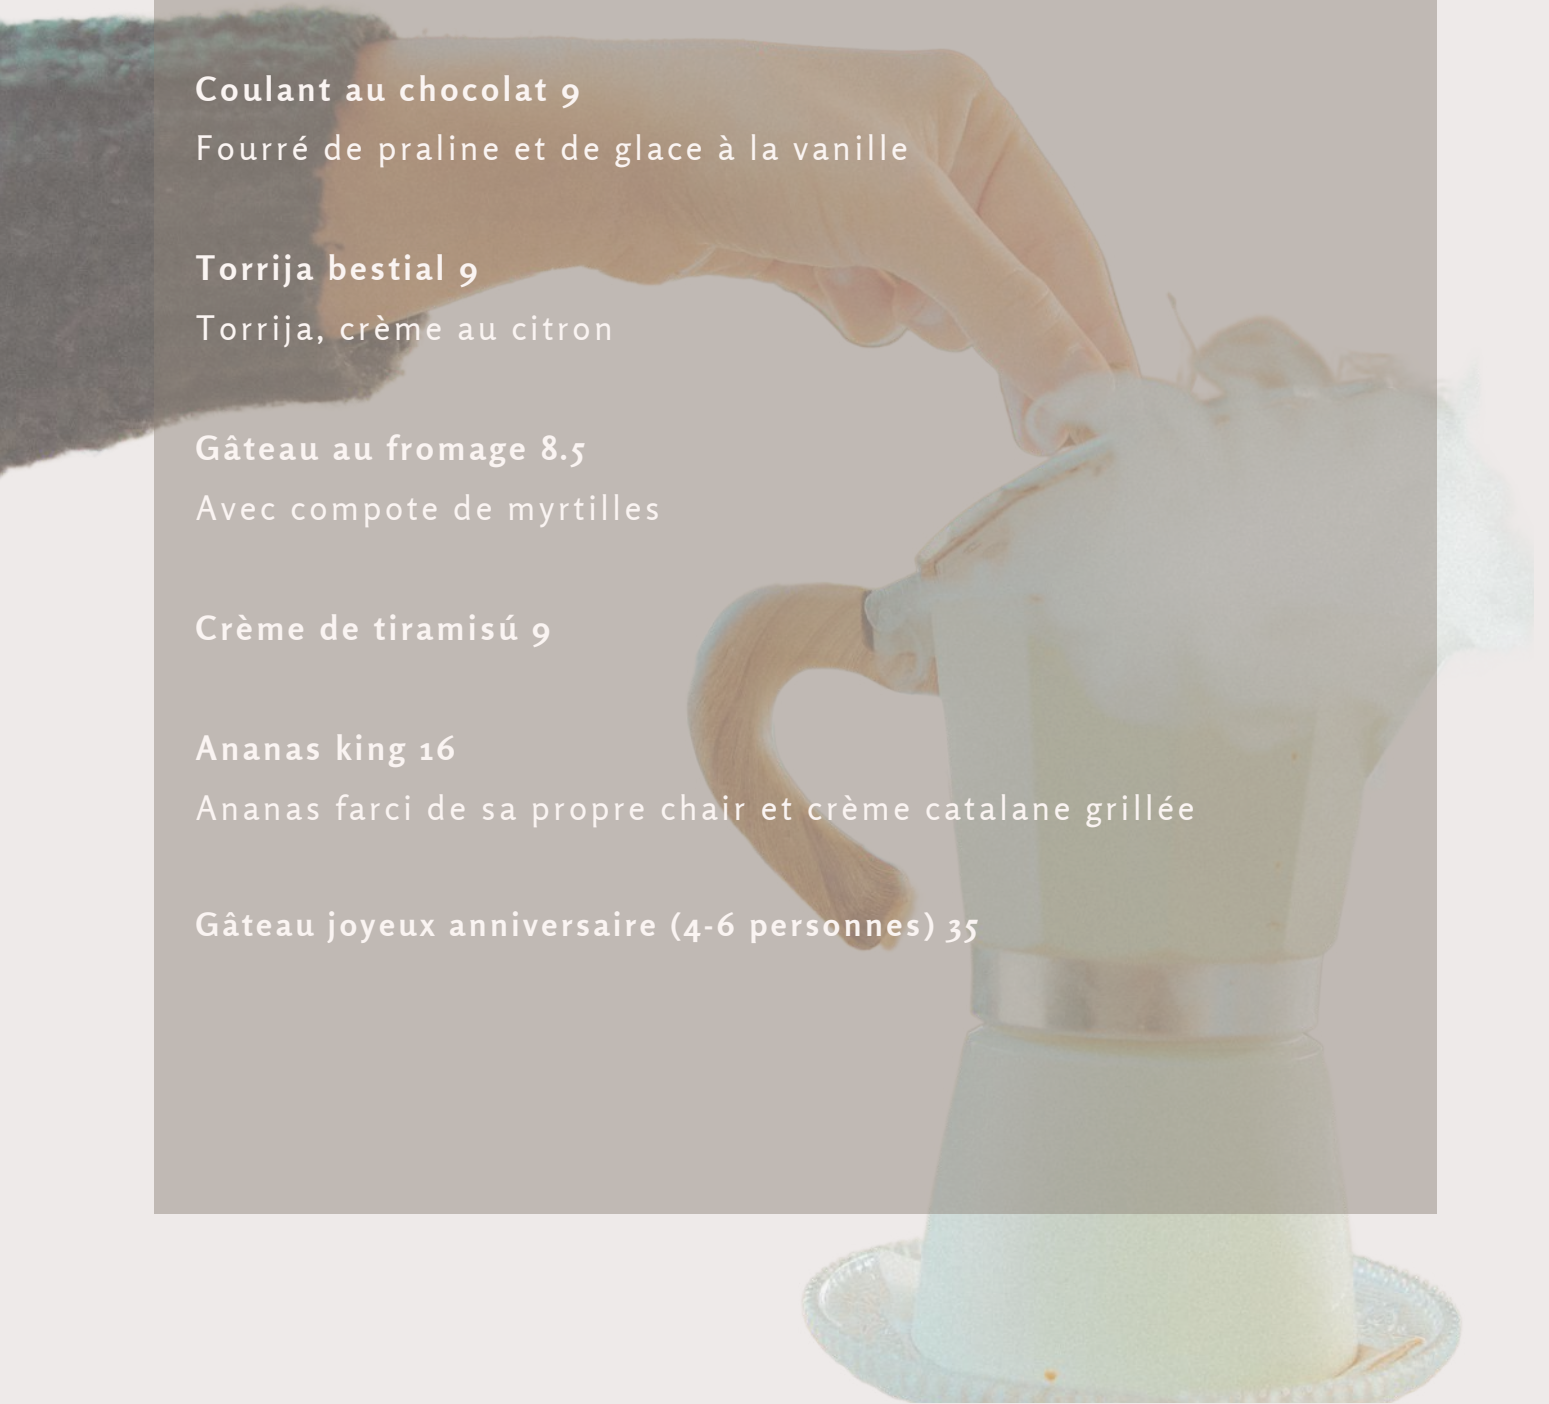 Coulant au chocolat 9
Fourré de praline et de glace à la vanille
Torrija bestial 9
Torrija, crème au citron
Gâteau au fromage 8.5
Avec compote de myrtilles
Crème de tiramisú 9
Ananas king 16
Ananas farci de sa propre chair et crème catalane grillée
Gâteau joyeux anniversaire (4-6 personnes) 35